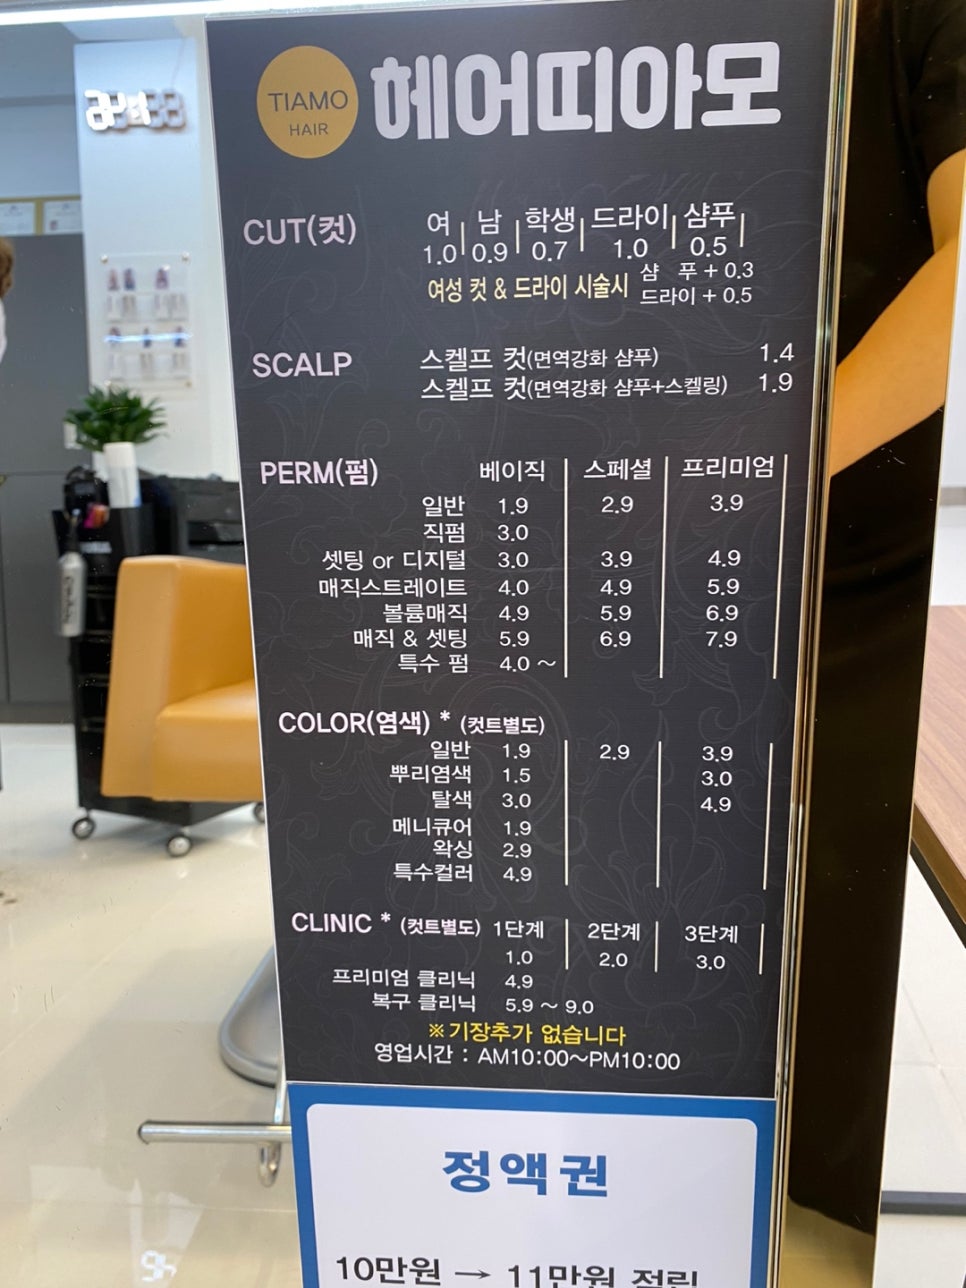 TIAMO
HAIR
헤어띠아모
CUT(컷) 여 | 남 | 학생 | 드라이 | 샴푸 |
1.0 0.9 0.7 1.0 0.5
여성 컷 & 드라이 시술시 샴 푸 + 0.3
드라이 + 0.5
SCALP 스켈프 컷(면역강화 샴푸) 1.4
스켈프 컷(면역강화 샴푸+스켈링) 1.9
PERM(펌) 베이직 스페셜 프리미엄
일반 1.9 2.9 3.9
직펌 3.0
셋팅 or 디지털 3.0 3.9 4.9
매직스트레이트 4.0 4.9 5.9
볼륨매직 4.9 5.9 6.9
매직 & 셋팅 5.9 6.9 7.9
특수 펌 4.0 ~
COLOR(염색) * (컷트별도)
일반 1.9 2.9 3.9
뿌리염색 1.5 3.0
탈색 3.0 4.9
메니큐어 1.9
왁싱 2.9
특수컬러 4.9
CLINIC * (컷트별도) 1단계 2단계 3단계
1.0 2.0 3.0
프리미엄 클리닉 4.9
복구 클리닉 5.9 ~ 9.0
※기장추가 없습니다
영업시간 : AM10:00~PM10:00
정액권
10만원 → 11만원 적립